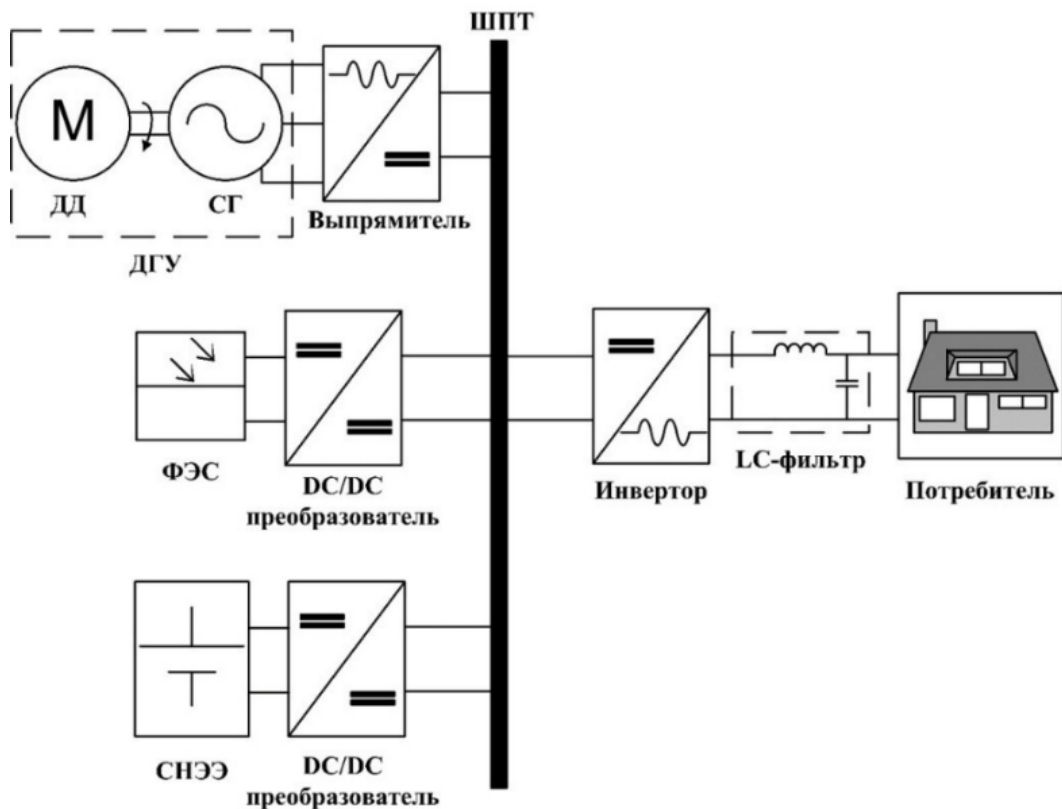 ШПТ
M
ДД
СГ
Выпрямитель
ДГУ
ФЭС
DC/DC
преобразователь
Инвертор
LC-фильтр
Потребитель
СНЭЭ
DC/DC
преобразователь